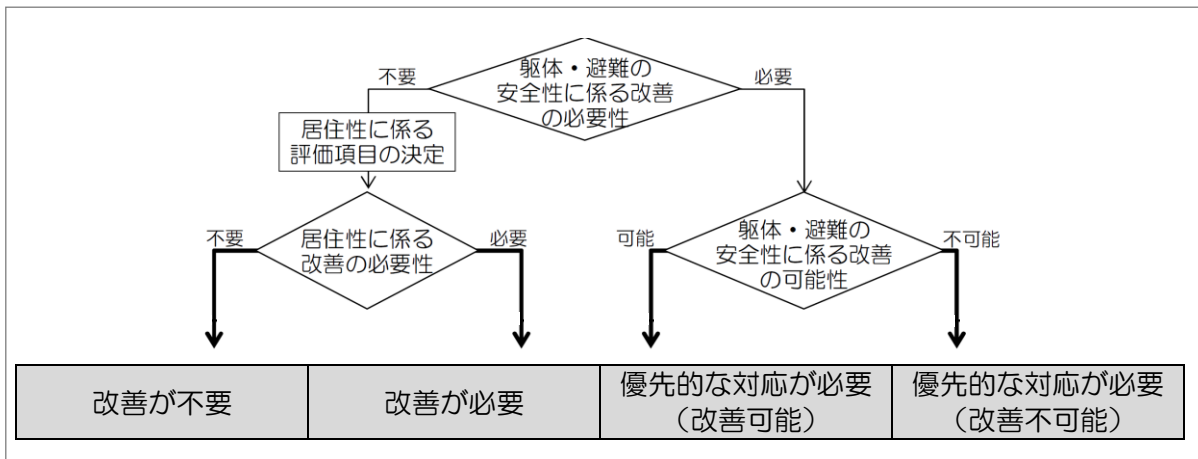 躯体・避難の
安全性に係る改善
の必要性
不要
必要
居住性に係る
評価項目の決定
居住性に係る
改善の必要性
不要
必要
躯体・避難の
安全性に係る改善
の可能性
可能
不可能
改善が不要
改善が必要
優先的な対応が必要
（改善可能）
優先的な対応が必要
（改善不可能）